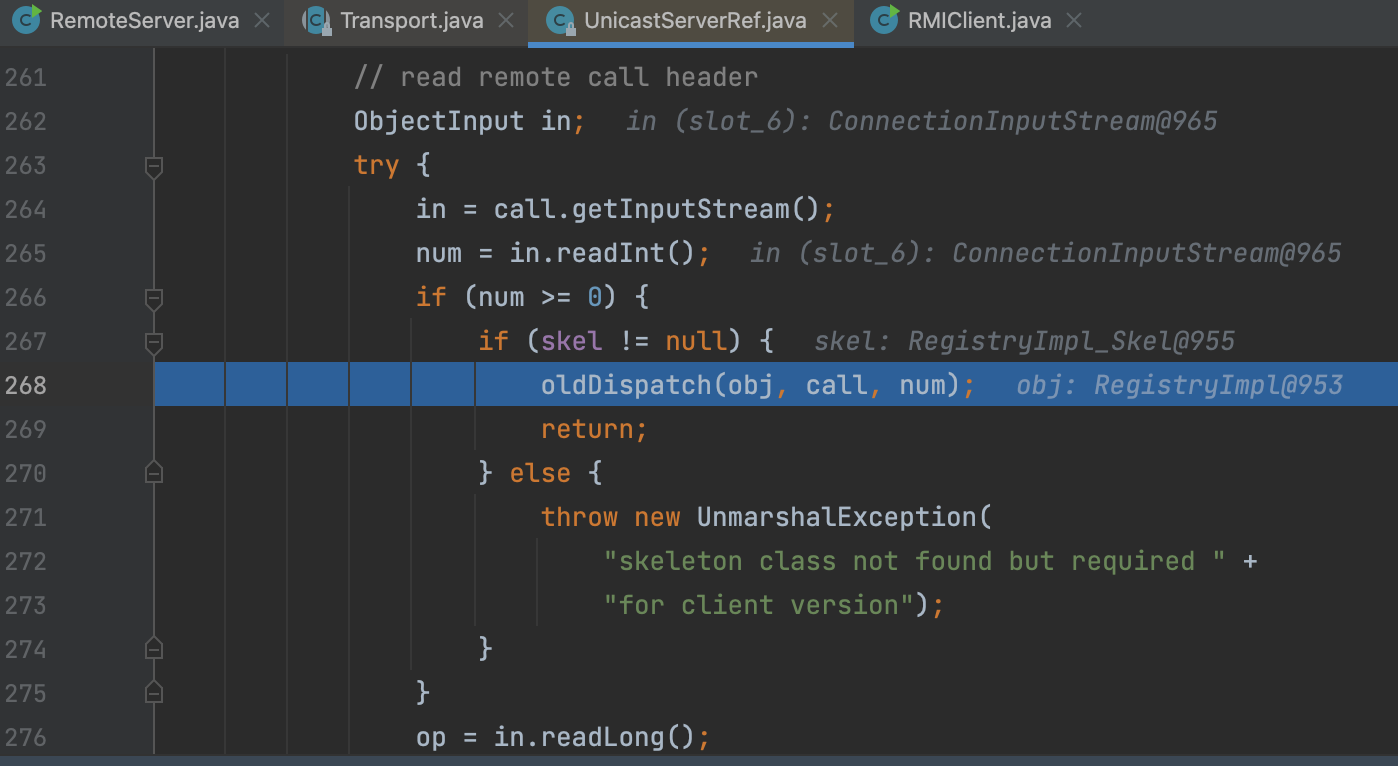 RemoteServer.java Transport.java UnicastServerRef.java RMIClient.java
261 // read remote call header
262 ObjectInput in; in (slot_6): ConnectionInputStream@965
263 try {
264 in = call.getInputStream();
265 num = in.readInt(); in (slot_6): ConnectionInputStream@965
266 if (num >= 0) {
267 if (skel != null) { skel: RegistryImpl_Skel@955
268 oldDispatch(obj, call, num); obj: RegistryImpl@953
269 return;
270 } else {
271 throw new UnmarshalException(
272 "skeleton class not found but required " +
273 "for client version");
274 }
275 }
276 op = in.readLong();